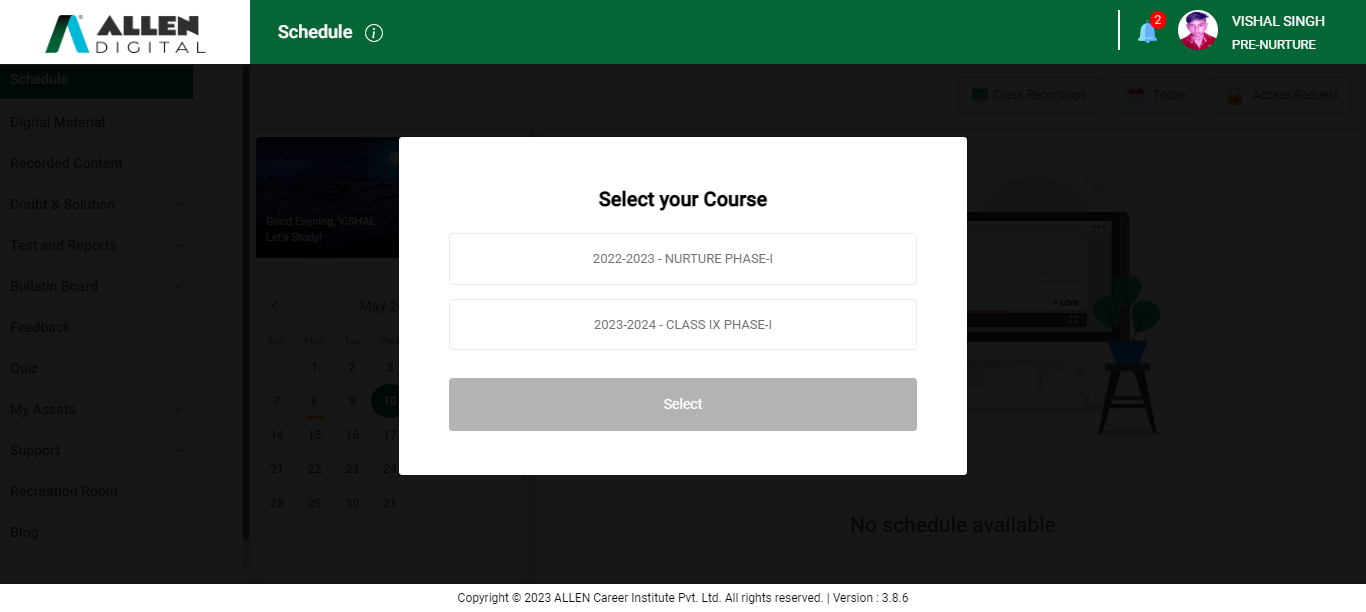 ALLEN
DIGITAL
Schedule
2
VISHAL SINGH
PRE-NURTURE
Schedule
Digital Material
Recorded Content
Doubt & Solution
Test and Reports
Bulletin Board
Feedback
Quiz
My Assets
Support
Recreation Room
Blog
Class Recordings
Today
Access Request
Good Evening, VISHAL
Let's Study!
May 20
Sun Mon Tue Wed
1 2 3
7 8 9 10
14 15 16 17
21 22 23 24
28 29 30 31
Select your Course
2022-2023 - NURTURE PHASE-I
2023-2024 - CLASS IX PHASE-I
Select
LIVE
No schedule available
Copyright © 2023 ALLEN Career Institute Pvt. Ltd. All rights reserved. | Version : 3.8.6